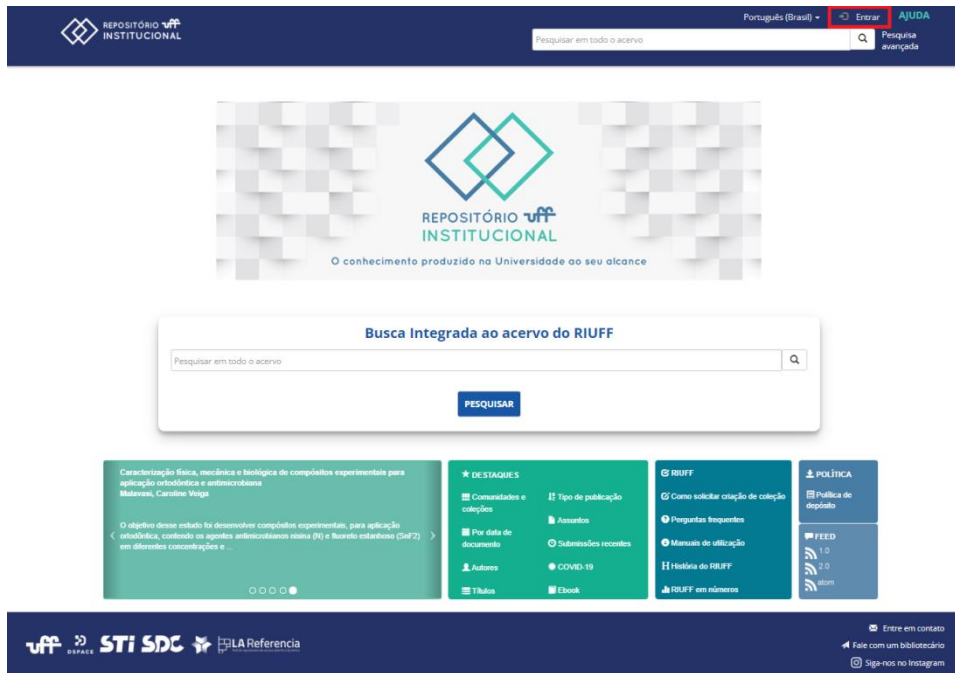 REPOSITÓRIO uff
INSTITUCIONAL
Português (Brasil)
Entrar
AJUDA
Pesquisar em todo o acervo
Pesquisa
avançada
REPOSITÓRIO uff
INSTITUCIONAL
O conhecimento produzido na Universidade ao seu alcance
Busca Integrada ao acervo do RIUFF
Pesquisar em todo o acervo
PESQUISAR
Caracterização física, mecânica e biológica de compósitos experimentais para
aplicação ortodôntica e antimicrobiana
Malavasi, Caroline Veiga
O objetivo desse estudo foi desenvolver compósitos experimentais, para aplicação
ortodôntica, contendo os agentes antimicrobianos nisina (N) e fluoreto estanhoso (SnF2)
em diferentes concentrações e ...
DESTAQUES
Comunidades e
coleções
Por data de
documento
Autores
Títulos
Tipo de publicação
Assuntos
Submissões recentes
COVID-19
Ebook
RIUFF
Como solicitar criação de coleção
Perguntas frequentes
Manuais de utilização
História do RIUFF
RIUFF em números
POLÍTICA
Política de
depósito
FEED
1.0
2.0
atom
uff
DSPACE
STi SDC
LA Referencia
Entre em contato
Fale com um bibliotecário
Siga-nos no Instagram